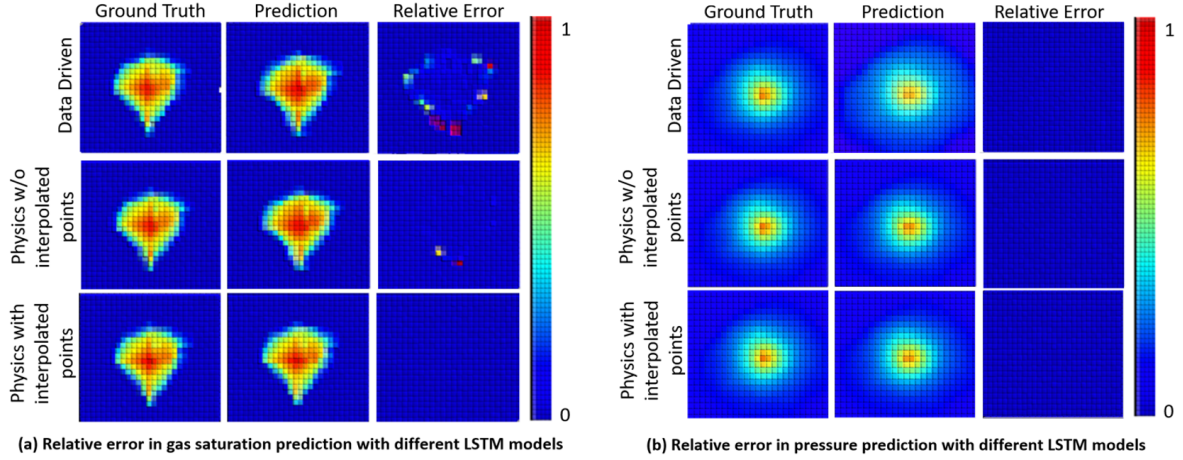 Ground Truth Prediction Relative Error
1
Data Driven
Physics w/o
interpolated
points
Physics with
interpolated
points
0
(a) Relative error in gas saturation prediction with different LSTM models
Ground Truth Prediction Relative Error
1
Data Driven
Physics w/o
interpolated
points
Physics with
interpolated
points
0
(b) Relative error in pressure prediction with different LSTM models